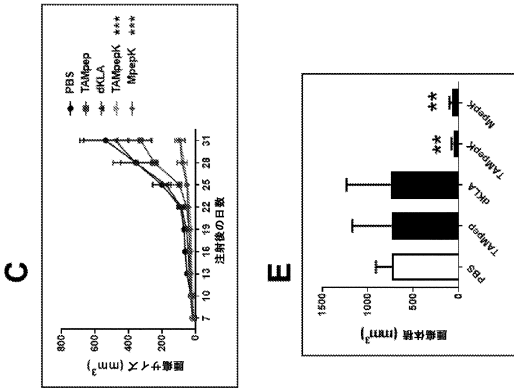 C
PBS
TAMpep
dKLA
TAMpepK ***
MpepK ***
腫瘍サイズ (mm³)
800
600
400
200
0
7 10 13 16 19 22 25 28 31
注射後の日数
E
腫瘍体積 (mm³)
1500
1000
500
0
** **
PBS TAMpep dKLA TAMpepK MpepK